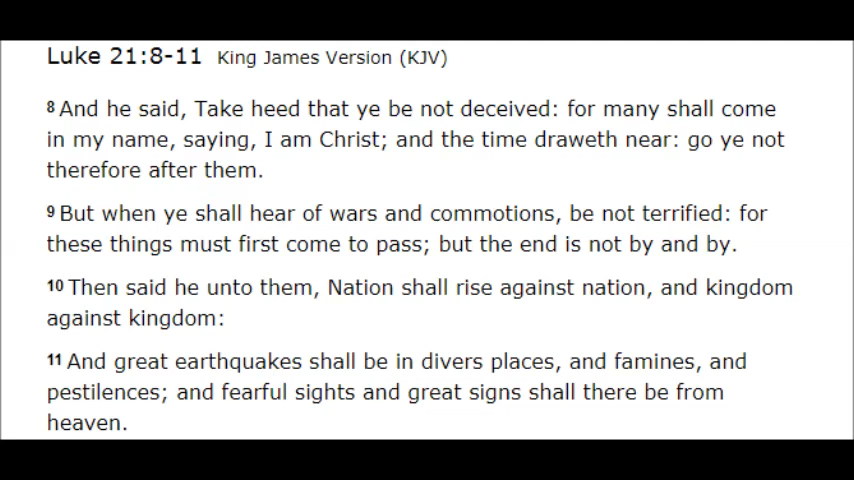 Luke 21:8-11 King James Version (KJV)
8 And he said, Take heed that ye be not deceived: for many shall come
in my name, saying, I am Christ; and the time draweth near: go ye not
therefore after them.
9 But when ye shall hear of wars and commotions, be not terrified: for
these things must first come to pass; but the end is not by and by.
10 Then said he unto them, Nation shall rise against nation, and kingdom
against kingdom:
11 And great earthquakes shall be in divers places, and famines, and
pestilences; and fearful sights and great signs shall there be from
heaven.